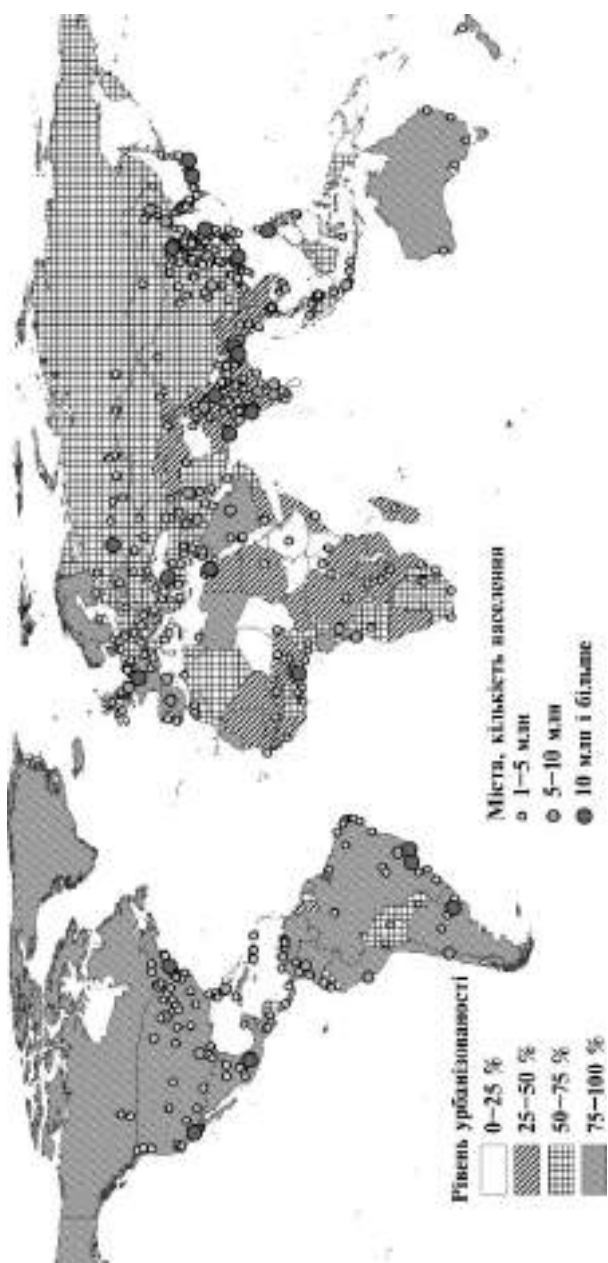 Рівень урбанізованості
0–25 %
25–50 %
50–75 %
75–100 %
Міста, кількість населення
1–5 млн
5–10 млн
10 млн і більше